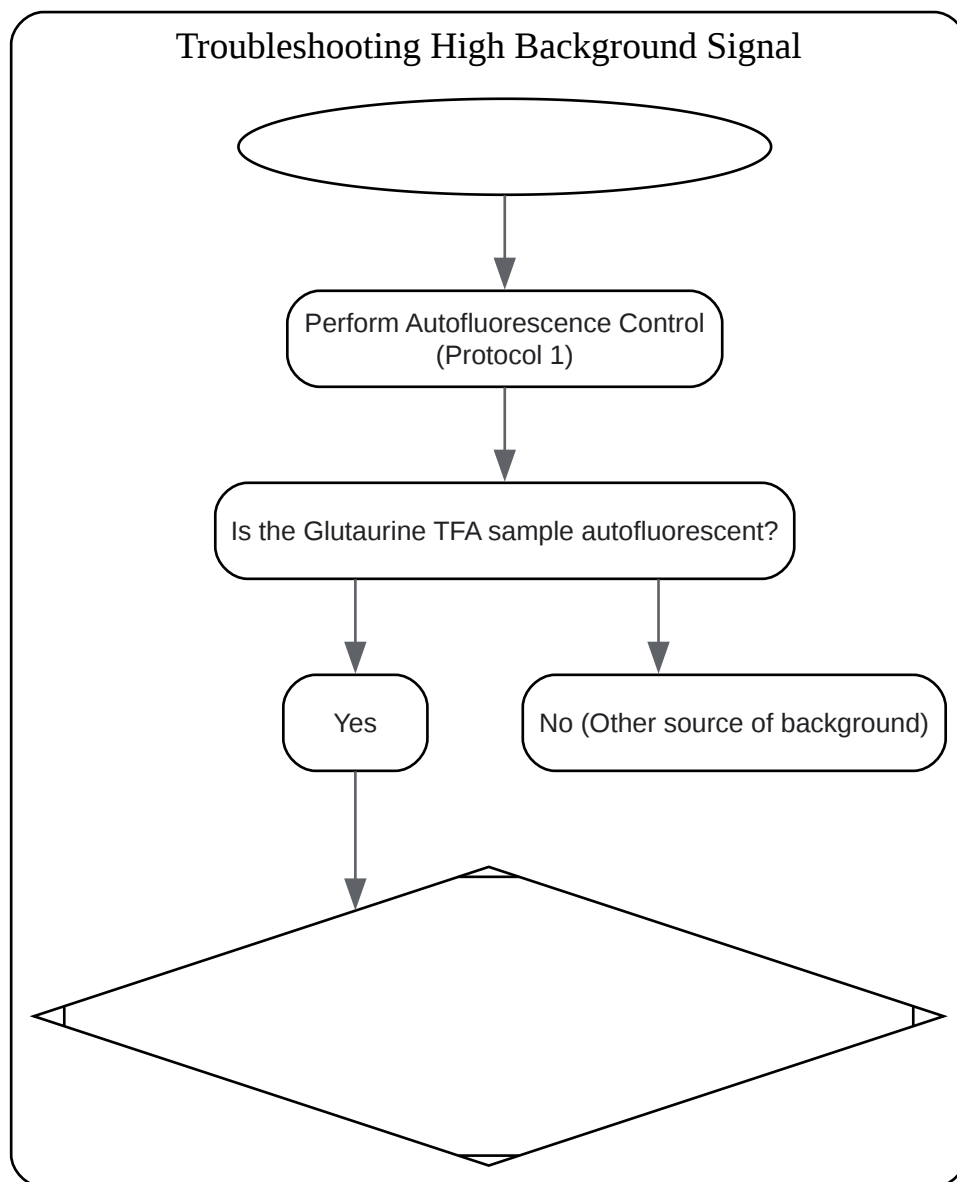 Troubleshooting High Background Signal
Perform Autofluorescence Control
(Protocol 1)
Is the Glutaurine TFA sample autofluorescent?
Yes
No (Other source of background)